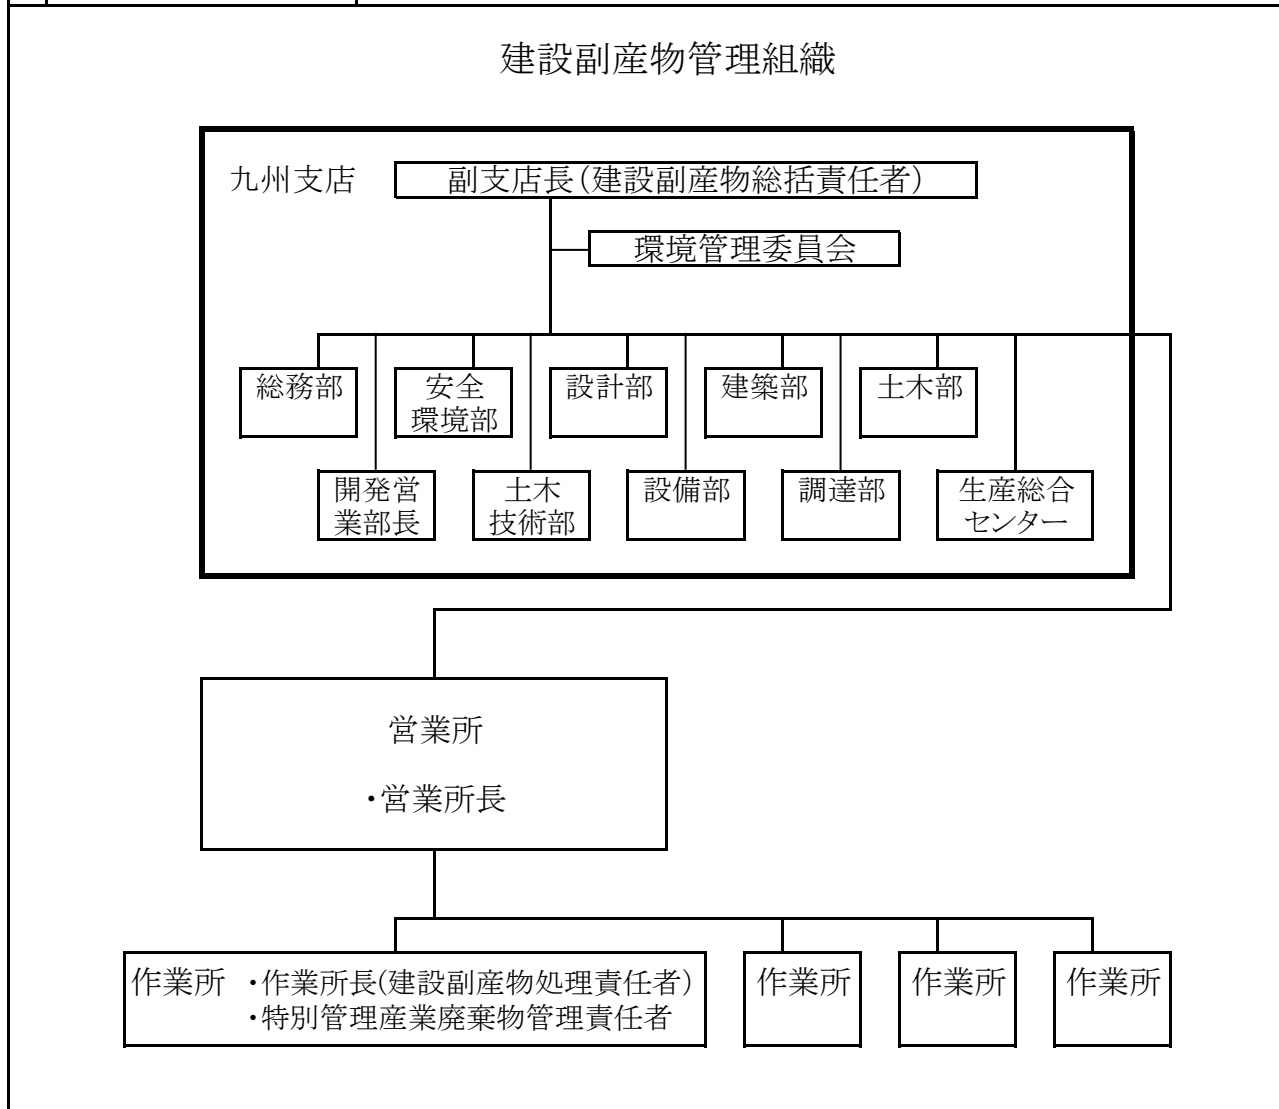 建設副産物管理組織
九州支店
副支店長(建設副産物総括責任者)
環境管理委員会
総務部
安全
環境部
設計部
建築部
土木部
開発営
業部長
土木
技術部
設備部
調達部
生産総合
センター
営業所
・営業所長
作業所 ・作業所長(建設副産物処理責任者)
・特別管理産業廃棄物管理責任者
作業所
作業所
作業所